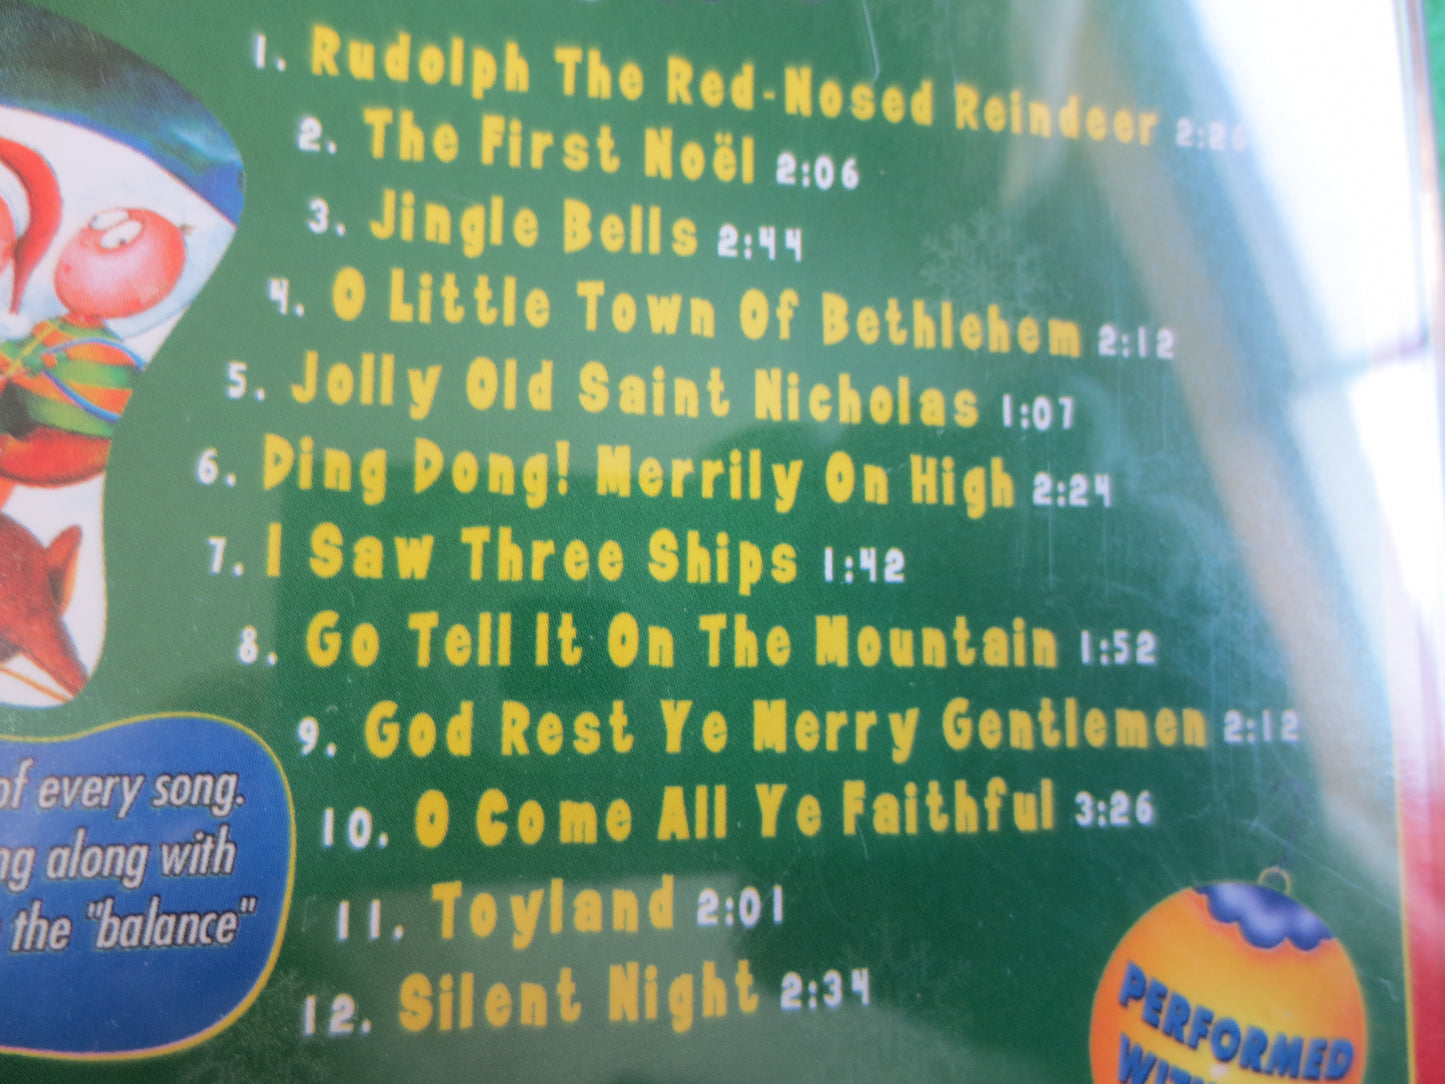 1. Rudolph The Red-Nosed Reindeer 2:26
2. The First Noël 2:06
3. Jingle Bells 2:44
4. O Little Town Of Bethlehem 2:12
5. Jolly Old Saint Nicholas 1:07
6. Ding Dong! Merrily On High 2:24
7. I Saw Three Ships 1:42
8. Go Tell It On The Mountain 1:52
9. God Rest Ye Merry Gentlemen 2:12
10. O Come All Ye Faithful 3:26
11. Toyland 2:01
12. Silent Night 2:34
of every song.
along with
the "balance"
PERFORMED